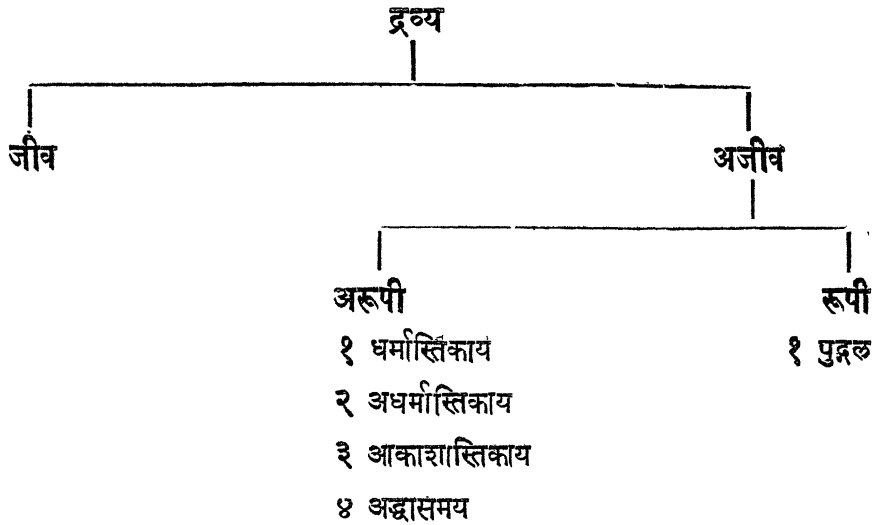 द्रव्य
जीव अजीव
अरूपी रूपी
१ धर्मास्तिकाय १ पुद्गल
२ अधर्मास्तिकाय
३ आकाशास्तिकाय
४ अद्धासमय